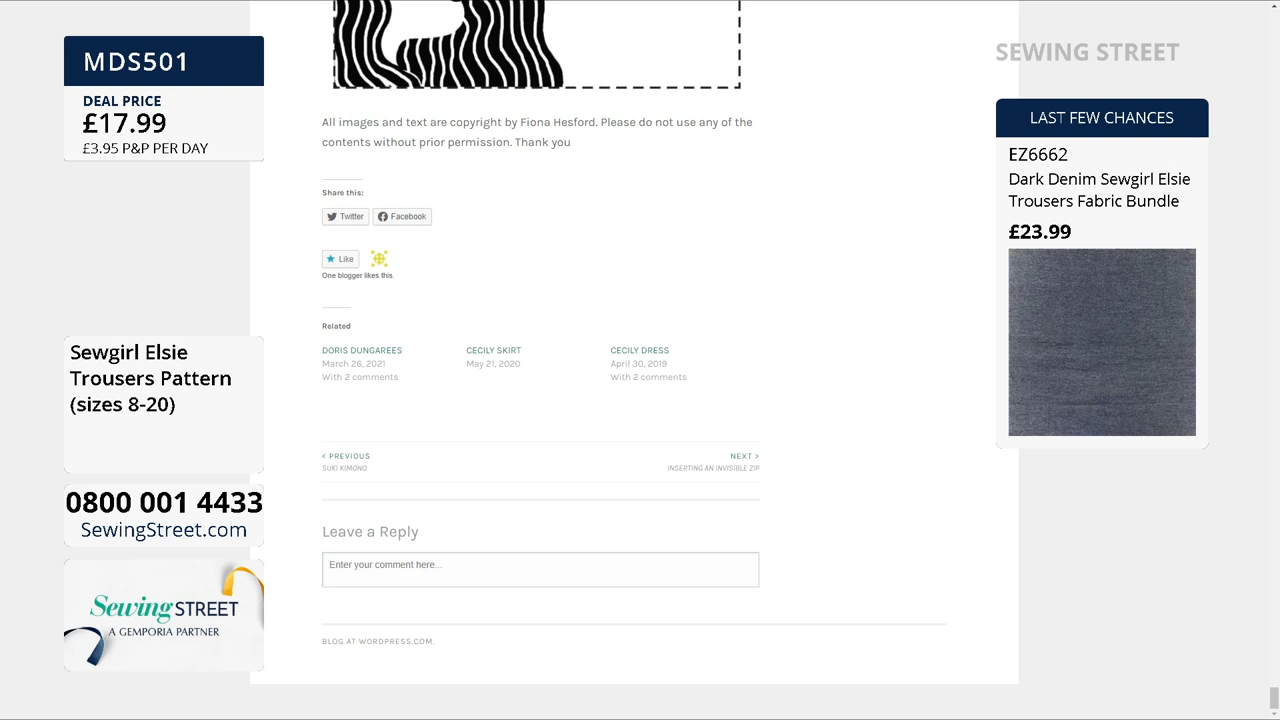 MDS501
DEAL PRICE
£17.99
£3.95 P&P PER DAY
Sewgirl Elsie
Trousers Pattern
(sizes 8-20)
0800 001 4433
SewingStreet.com
Sewing STREET
A GEMPORIA PARTNER
All images and text are copyright by Fiona Hesford. Please do not use any of the
contents without prior permission. Thank you
Share this:
Twitter Facebook
Like
One blogger likes this.
Related
DORIS DUNGAREES
March 26, 2021
With 2 comments
CECILY SKIRT
May 21, 2020
CECILY DRESS
April 30, 2019
With 2 comments
< PREVIOUS
SUKI KIMONO
NEXT >
INSERTING AN INVISIBLE ZIP
Leave a Reply
Enter your comment here...
BLOG AT WORDPRESS.COM.
SEWING STREET
LAST FEW CHANCES
EZ6662
Dark Denim Sewgirl Elsie
Trousers Fabric Bundle
£23.99